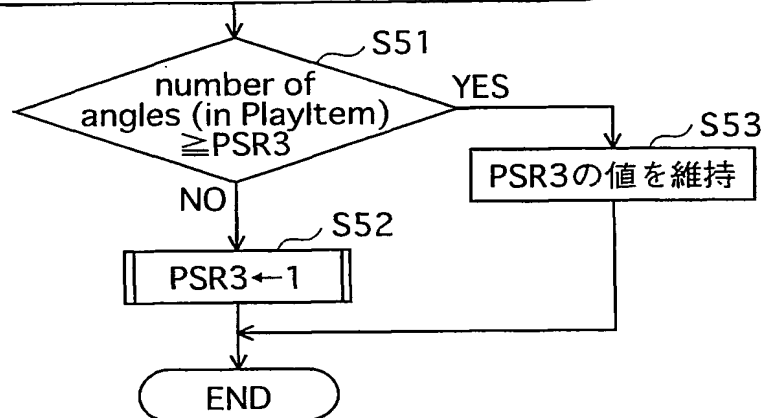 S51
number of
angles (in PlayItem)
≧PSR3
YES
S53
PSR3の値を維持
NO
S52
PSR3←1
END